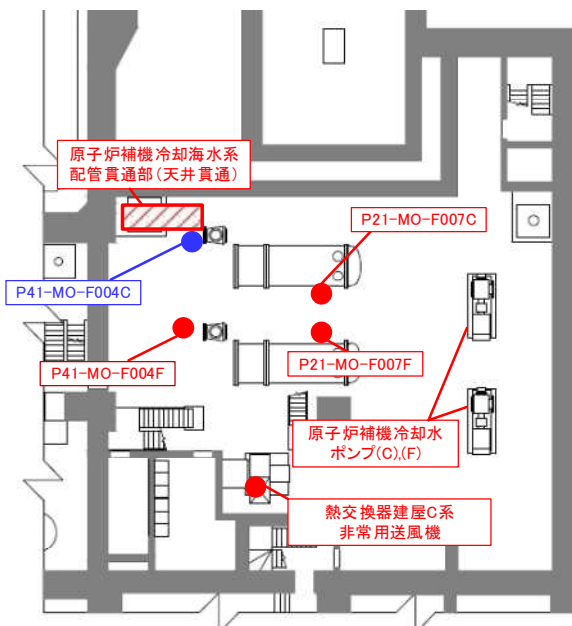 原子炉補機冷却海水系
配管貫通部(天井貫通)
P21-MO-F007C
P41-MO-F004C
P41-MO-F004F
P21-MO-F007F
原子炉補機冷却水
ポンプ(C),(F)
熱交換器建屋C系
非常用送風機